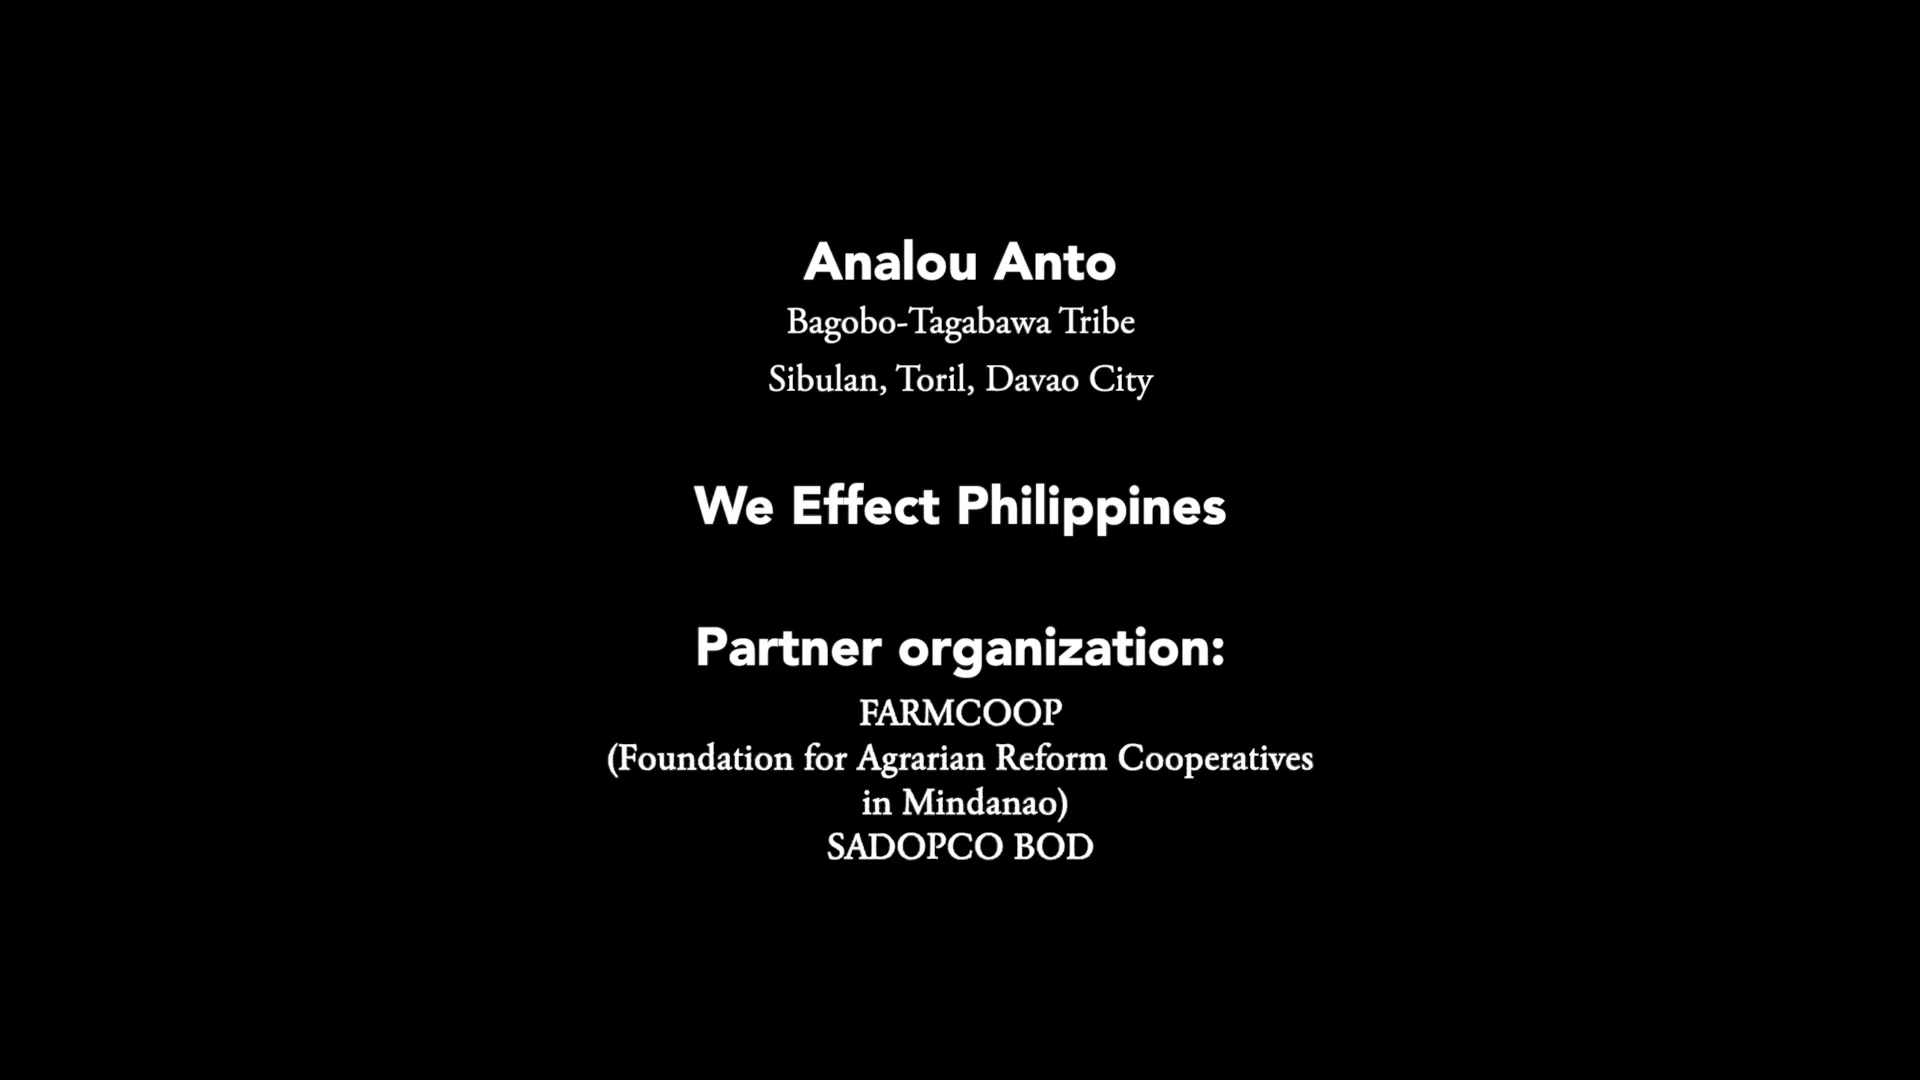 Analou Anto
Bagobo-Tagabawa Tribe
Sibulan, Toril, Davao City
We Effect Philippines
Partner organization:
FARMCOOP
(Foundation for Agrarian Reform Cooperatives
in Mindanao)
SADOPCO BOD